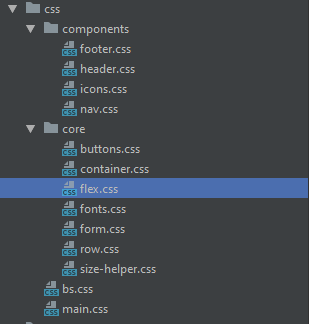 css
components
footer.css
header.css
icons.css
nav.css
core
buttons.css
container.css
flex.css
fonts.css
form.css
row.css
size-helper.css
bs.css
main.css